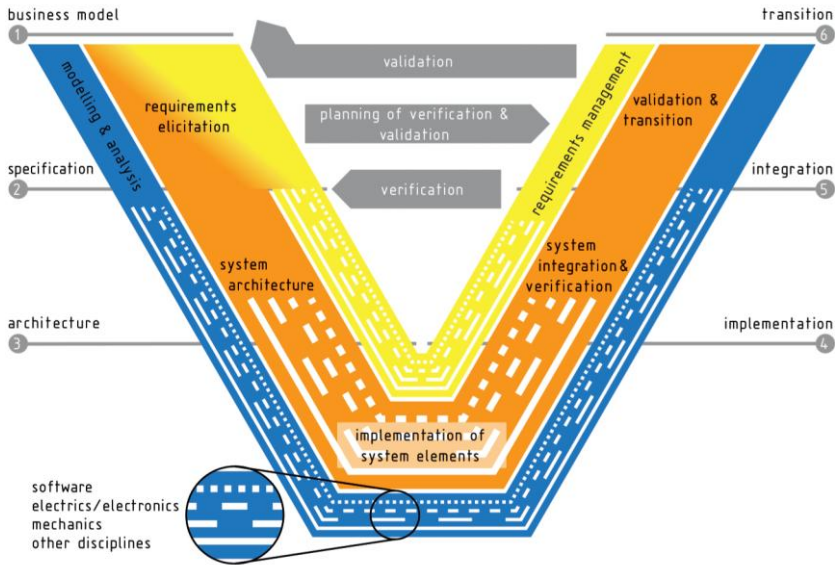 business model
1
transition
6
validation
modelling & analysis
requirements
elicitation
planning of verification &
validation
requirements management
validation &
transition
specification
2
verification
integration
5
system
architecture
system
integration &
verification
architecture
3
implementation
4
implementation of
system elements
software
electrics/electronics
mechanics
other disciplines